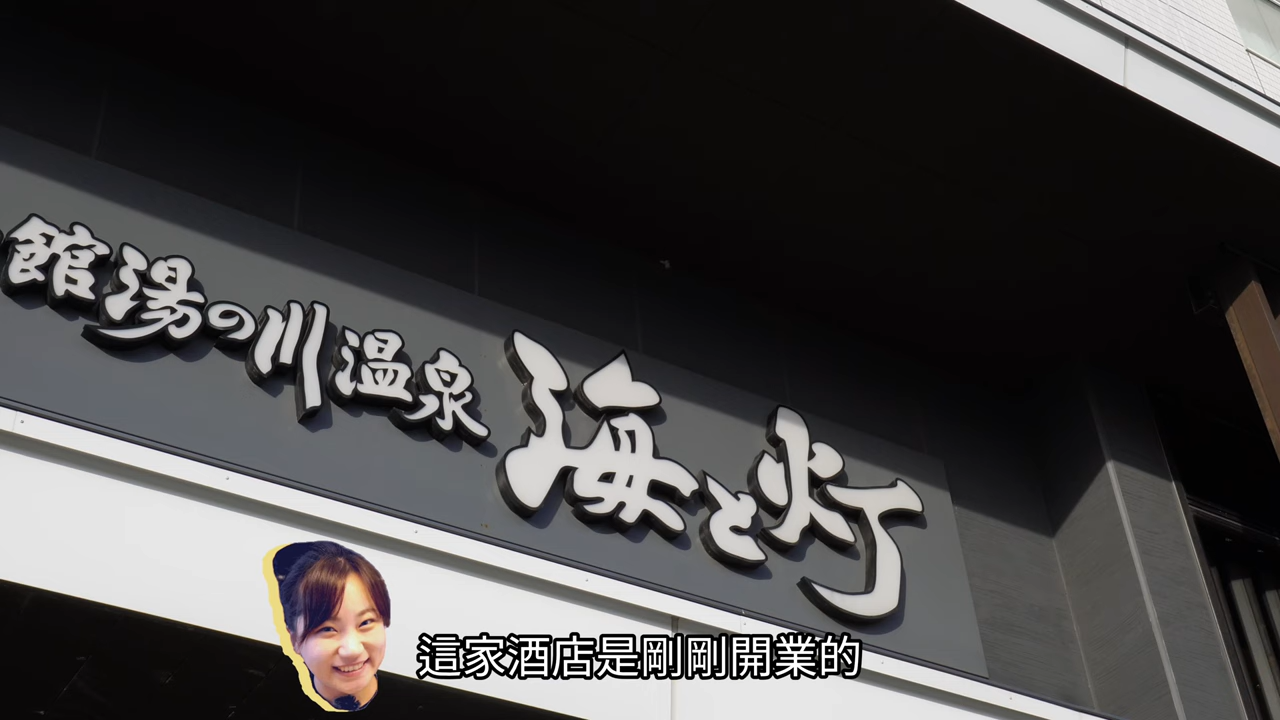 館湯の川温泉 海と灯
這家酒店是剛剛開業的